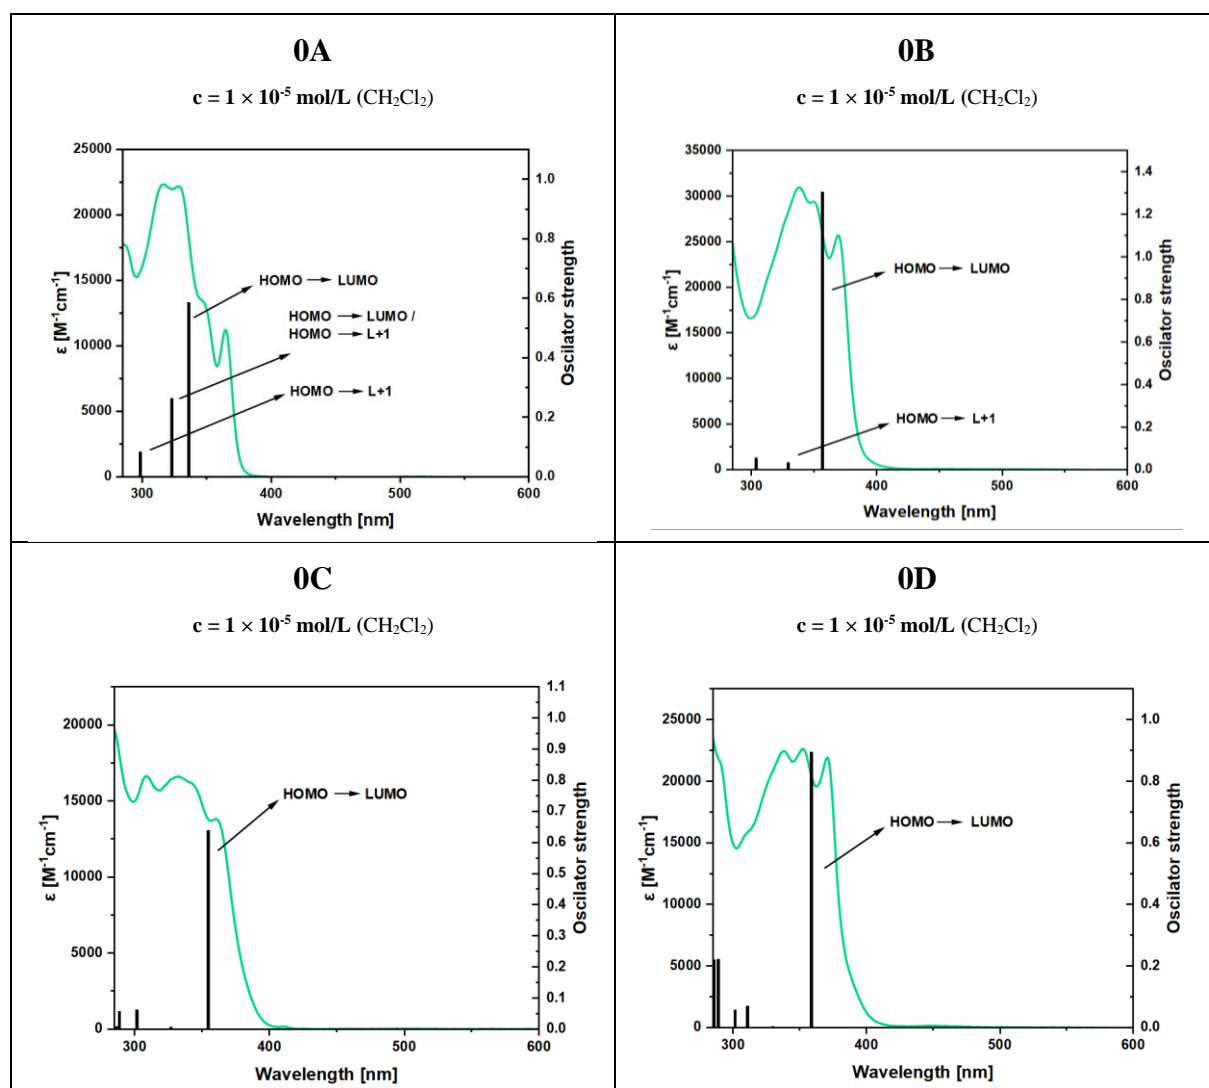 0A
c = 1 × 10⁻⁵ mol/L (CH₂Cl₂)
25000
20000
15000
10000
5000
0
ε [M⁻¹cm⁻¹]
1.0
0.8
0.6
0.4
0.2
0.0
Oscilator strength
HOMO → LUMO
HOMO → LUMO /
HOMO → L+1
HOMO → L+1
300 400 500 600
Wavelength [nm]
0B
c = 1 × 10⁻⁵ mol/L (CH₂Cl₂)
35000
30000
25000
20000
15000
10000
5000
0
ε [M⁻¹cm⁻¹]
1.4
1.2
1.0
0.8
0.6
0.4
0.2
0.0
Oscilator strength
HOMO → LUMO
HOMO → L+1
300 400 500 600
Wavelength [nm]
0C
c = 1 × 10⁻⁵ mol/L (CH₂Cl₂)
20000
15000
10000
5000
0
ε [M⁻¹cm⁻¹]
1.1
1.0
0.9
0.8
0.7
0.6
0.5
0.4
0.3
0.2
0.1
0.0
Oscilator strength
HOMO → LUMO
300 400 500 600
Wavelength [nm]
0D
c = 1 × 10⁻⁵ mol/L (CH₂Cl₂)
25000
20000
15000
10000
5000
0
ε [M⁻¹cm⁻¹]
1.0
0.8
0.6
0.4
0.2
0.0
Oscilator strength
HOMO → LUMO
300 400 500 600
Wavelength [nm]